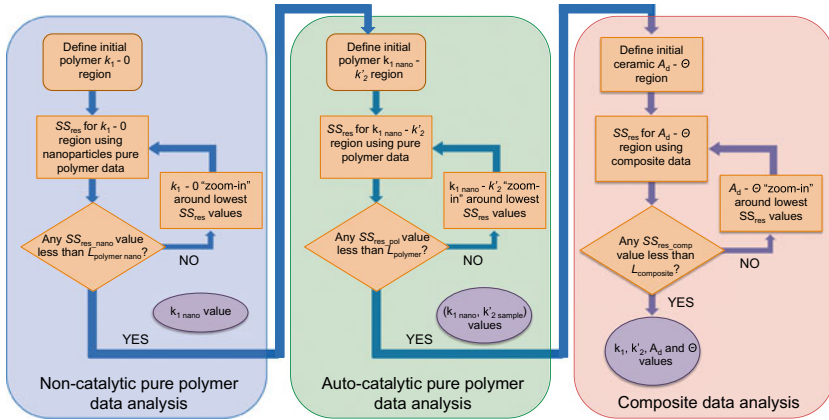 Define initial
polymer k₁ - 0
region
SSres for k₁ - 0
region using
nanoparticles pure
polymer data
k₁ - 0 “zoom-in”
around lowest
SSres values
Any SSres_nano value
less than Lpolymer nano?
NO
YES
k₁ nano value
Non-catalytic pure polymer
data analysis
Define initial
polymer k₁ nano -
k’₂ region
SSres for k₁ nano - k’₂
region using pure
polymer data
k₁ nano - k’₂ “zoom-
in” around lowest
SSres values
Any SSres_pol value
less than Lpolymer?
NO
YES
(k₁ nano, k’₂ sample)
values
Auto-catalytic pure polymer
data analysis
Define initial
ceramic Ad - Θ
region
SSres for Ad - Θ
region using
composite data
Ad - Θ “zoom-in”
around lowest
SSres values
Any SSres_comp
value less than
Lcomposite?
NO
YES
k₁, k’₂, Ad and Θ
values
Composite data analysis